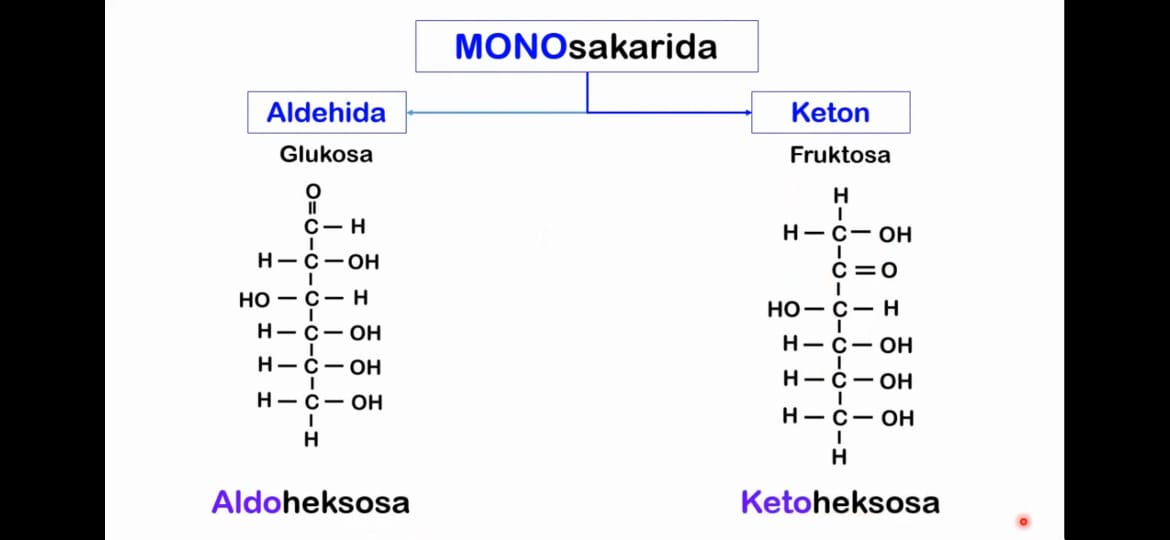 MONOsakarida
Aldehida
Keton
Glukosa
Fruktosa
O
C — H
H — C — OH
HO — C — H
H — C — OH
H — C — OH
H — C — OH
H
H
H — C — OH
C = O
HO — C — H
H — C — OH
H — C — OH
H — C — OH
H
Aldoheksosa
Ketoheksosa